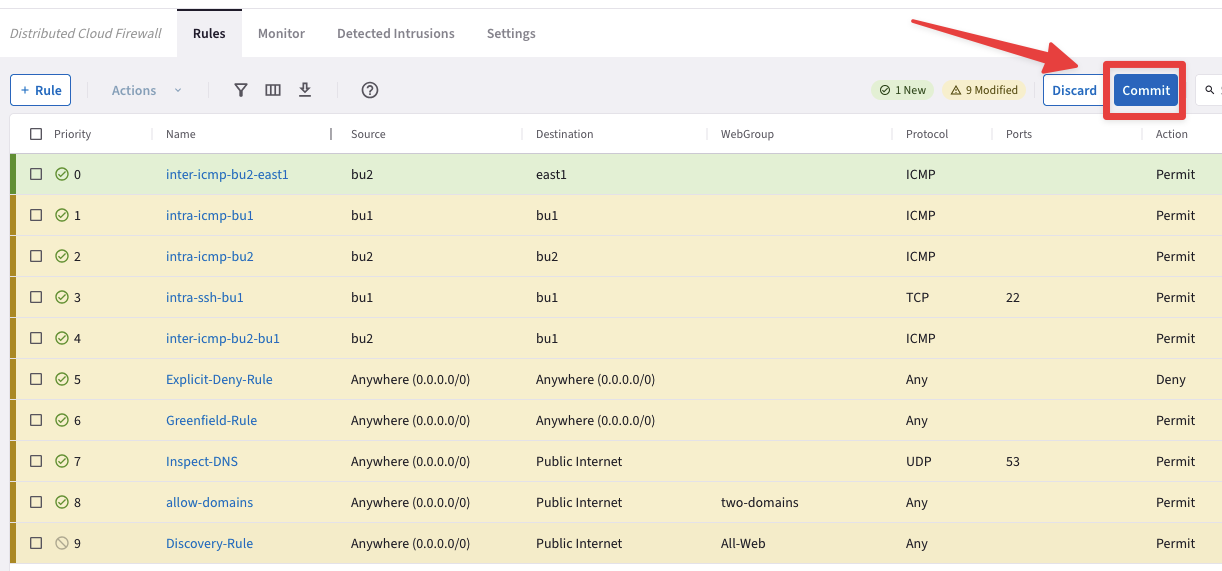 Distributed Cloud Firewall Rules Monitor Detected Intrusions Settings
+ Rule Actions 1 New 9 Modified Discard Commit
Priority Name Source Destination WebGroup Protocol Ports Action
0 inter-icmp-bu2-east1 bu2 east1 ICMP Permit
1 intra-icmp-bu1 bu1 bu1 ICMP Permit
2 intra-icmp-bu2 bu2 bu2 ICMP Permit
3 intra-ssh-bu1 bu1 bu1 TCP 22 Permit
4 inter-icmp-bu2-bu1 bu2 bu1 ICMP Permit
5 Explicit-Deny-Rule Anywhere (0.0.0.0/0) Anywhere (0.0.0.0/0) Any Deny
6 Greenfield-Rule Anywhere (0.0.0.0/0) Anywhere (0.0.0.0/0) Any Permit
7 Inspect-DNS Anywhere (0.0.0.0/0) Public Internet UDP 53 Permit
8 allow-domains Anywhere (0.0.0.0/0) Public Internet two-domains Any Permit
9 Discovery-Rule Anywhere (0.0.0.0/0) Public Internet All-Web Any Permit